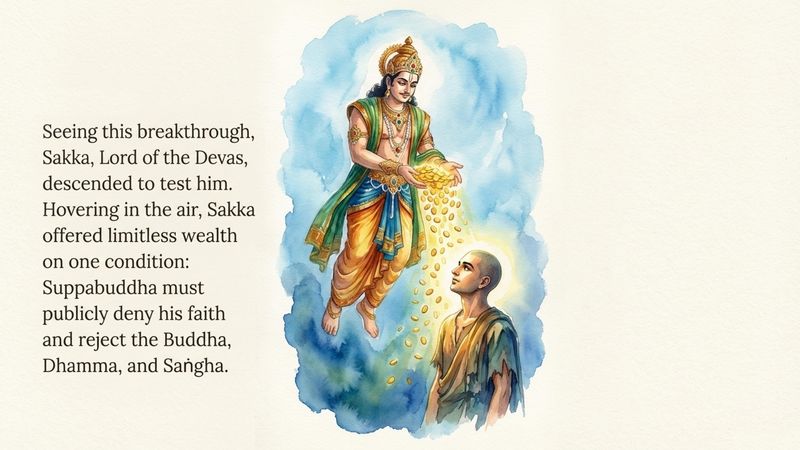 Seeing this breakthrough,
Sakka, Lord of the Devas,
descended to test him.
Hovering in the air, Sakka
offered limitless wealth
on one condition:
Suppabuddha must
publicly deny his faith
and reject the Buddha,
Dhamma, and Saṅgha.